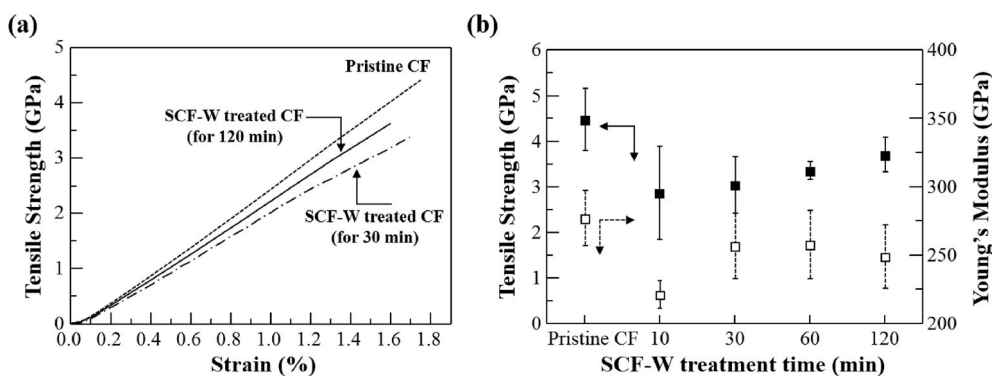 (a)
5
4
3
2
1
0
Tensile Strength (GPa)
0.0 0.2 0.4 0.6 0.8 1.0 1.2 1.4 1.6 1.8
Strain (%)
Pristine CF
SCF-W treated CF
(for 120 min)
SCF-W treated CF
(for 30 min)
(b)
6
5
4
3
2
1
0
Tensile Strength (GPa)
400
350
300
250
200
Young's Modulus (GPa)
Pristine CF 10 30 60 120
SCF-W treatment time (min)